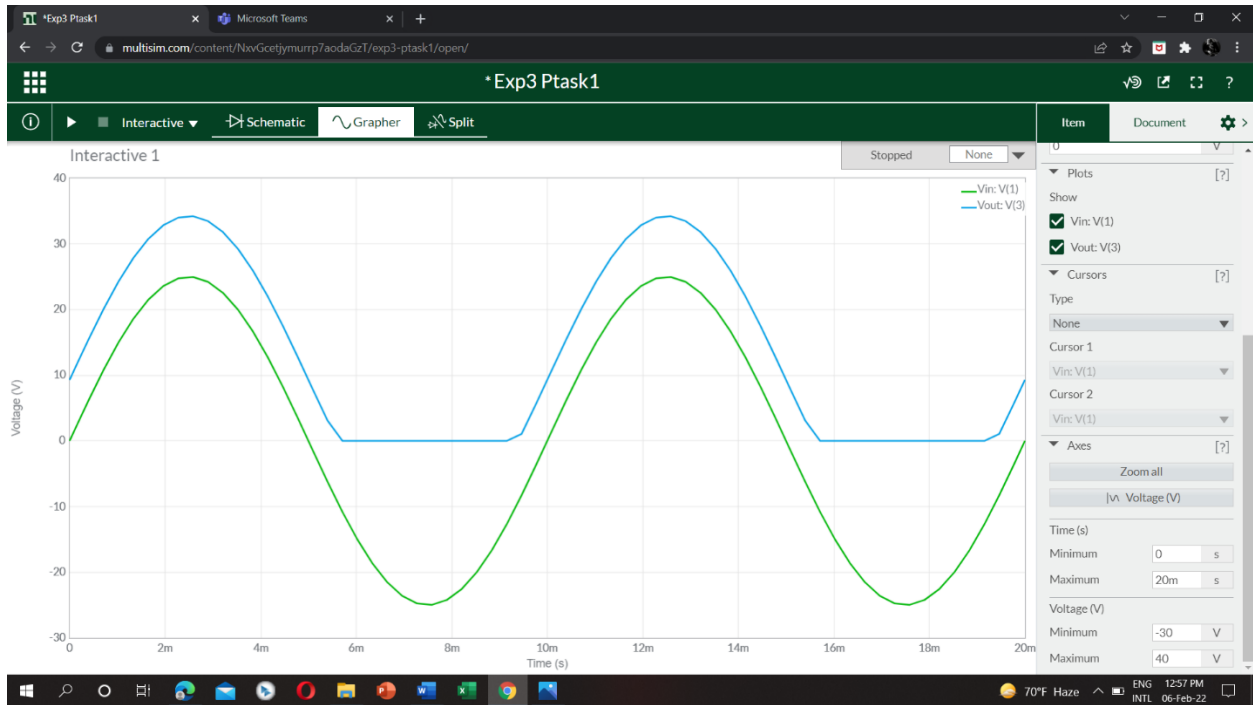 *Exp3 Ptask1
Microsoft Teams
multisim.com/content/NxvGcetjymurrp7aodaGzT/exp3-ptask1/open/
*Exp3 Ptask1
?
Interactive
Schematic
Grapher
Split
Item
Document
Interactive 1
Stopped
None
Vin: V(1)
Vout: V(3)
40
30
20
10
0
-10
-20
-30
Voltage (V)
0
2m
4m
6m
8m
10m
12m
14m
16m
18m
20m
Time (s)
0 V
Plots [?]
Show
Vin: V(1)
Vout: V(3)
Cursors [?]
Type
None
Cursor 1
Vin: V(1)
Cursor 2
Vin: V(1)
Axes [?]
Zoom all
Voltage (V)
Time (s)
Minimum 0 s
Maximum 20m s
Voltage (V)
Minimum -30 V
Maximum 40 V
70°F Haze
ENG
INTL
12:57 PM
06-Feb-22